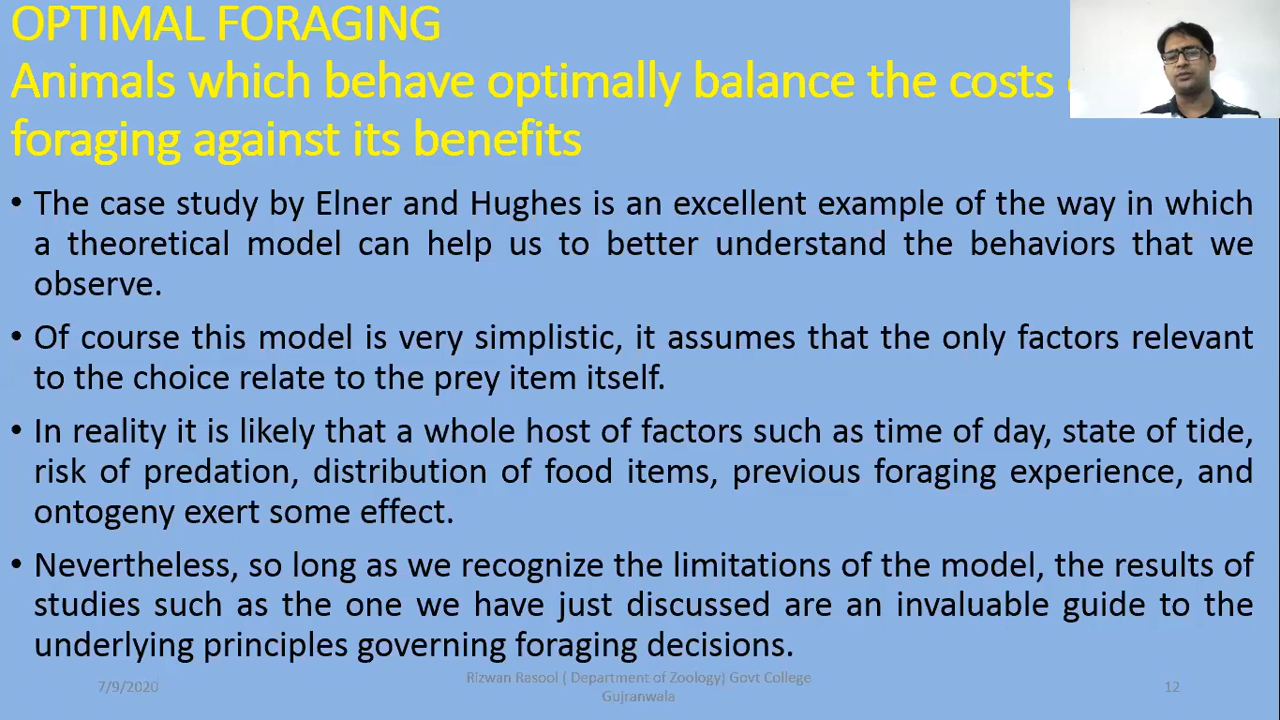 OPTIMAL FORAGING
Animals which behave optimally balance the costs
foraging against its benefits
• The case study by Elner and Hughes is an excellent example of the way in which
a theoretical model can help us to better understand the behaviors that we
observe.
• Of course this model is very simplistic, it assumes that the only factors relevant
to the choice relate to the prey item itself.
• In reality it is likely that a whole host of factors such as time of day, state of tide,
risk of predation, distribution of food items, previous foraging experience, and
ontogeny exert some effect.
• Nevertheless, so long as we recognize the limitations of the model, the results of
studies such as the one we have just discussed are an invaluable guide to the
underlying principles governing foraging decisions.
7/9/2020
Rizwan Rasool ( Department of Zoology) Govt College
Gujranwala
12